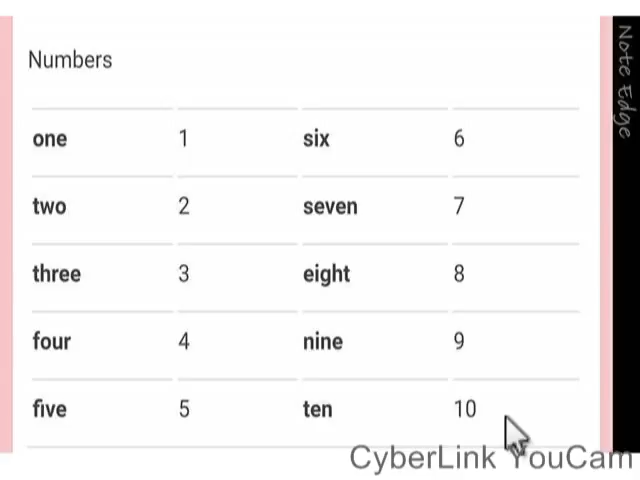 Numbers
one 1 six 6
two 2 seven 7
three 3 eight 8
four 4 nine 9
five 5 ten 10
Note Edge
CyberLink YouCam